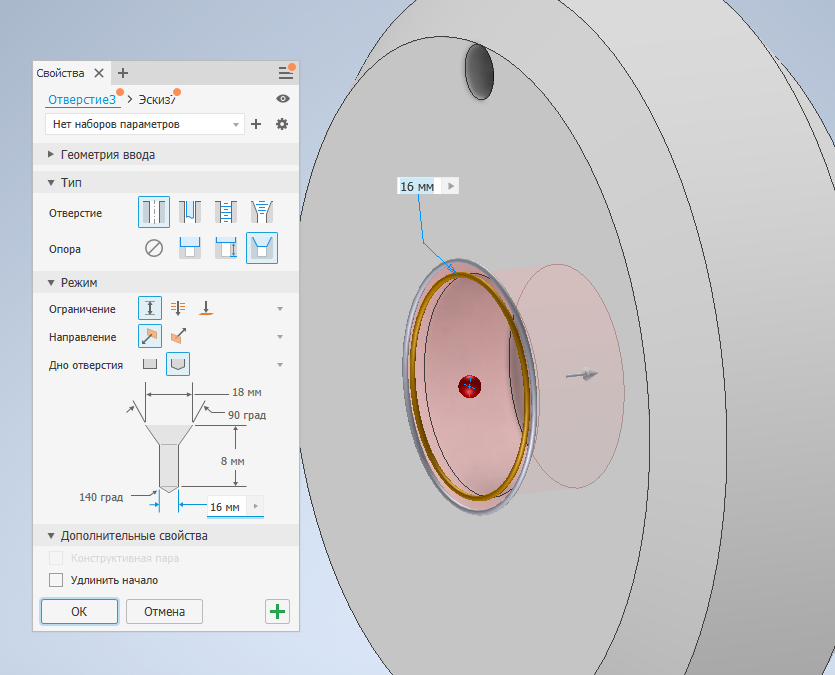 Свойства
Отверстие3 > Эскиз7
Нет наборов параметров
Геометрия ввода
Тип
Отверстие
Опора
Режим
Ограничение
Направление
Дно отверстия
18 мм
90 град
8 мм
140 град
16 мм
Дополнительные свойства
Конструктивная пара
Удлинить начало
ОК
Отмена
16 мм